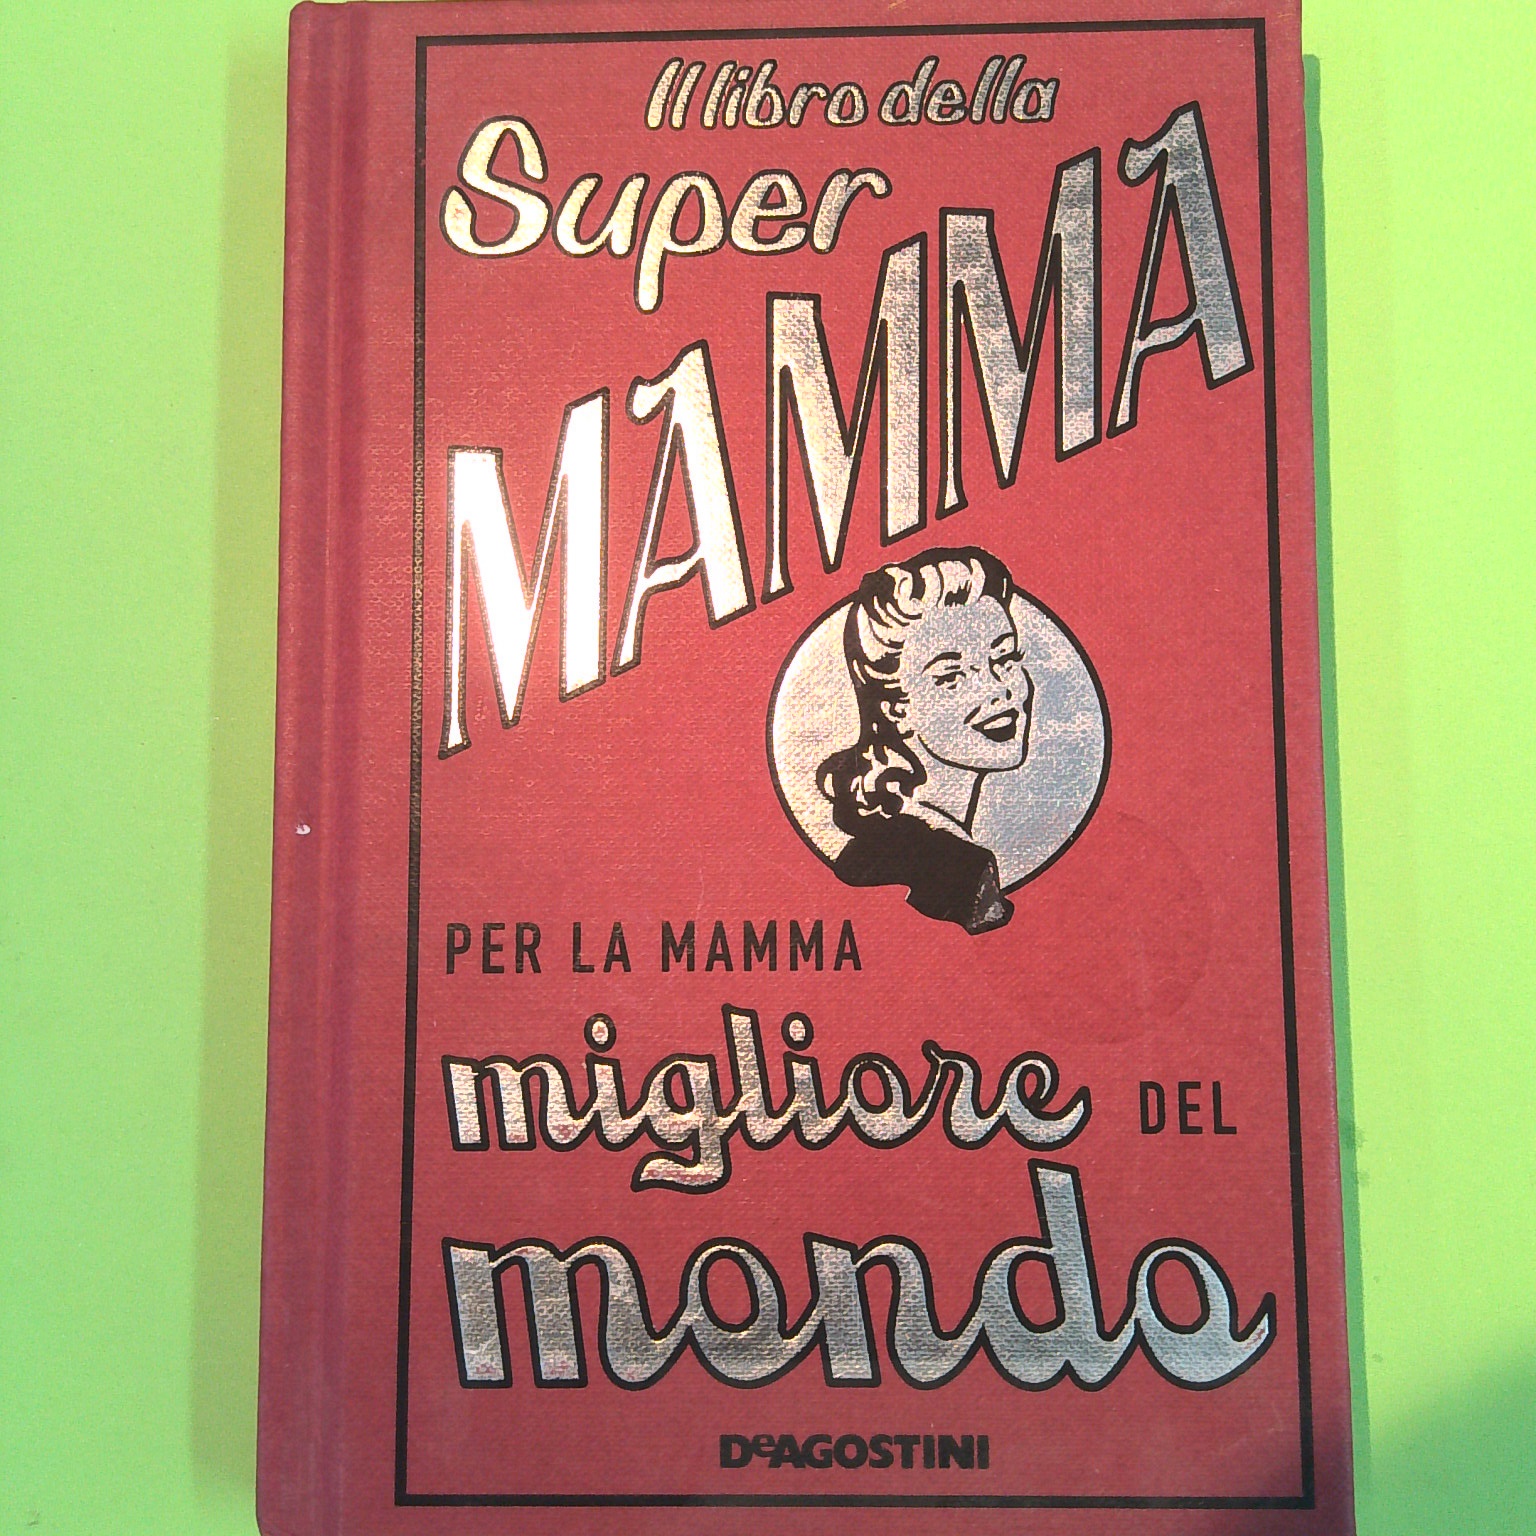 Il libro della
Super
MAMMA
PER LA MAMMA
migliore DEL
mondo
DeAGOSTINI